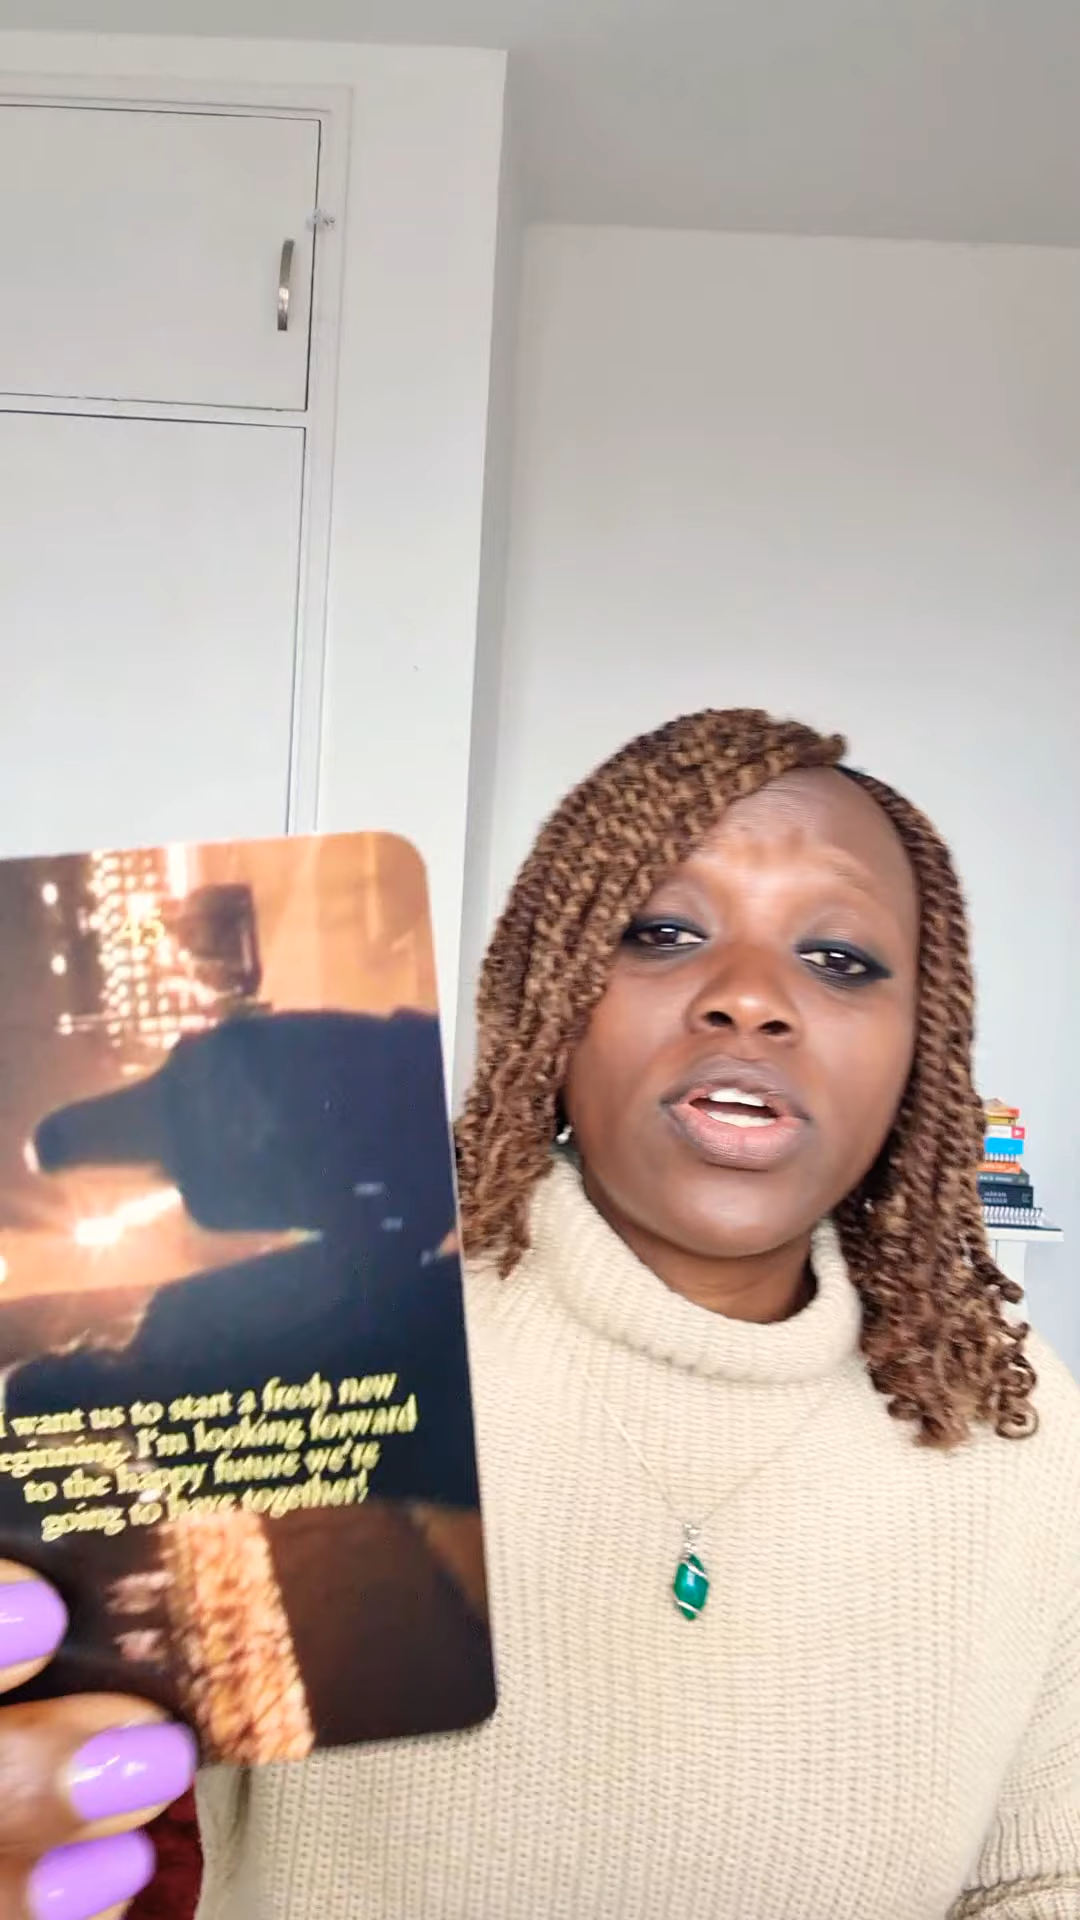 45
I want us to start a fresh new
eginning. I'm looking forward
to the happy future we're
going to have together!